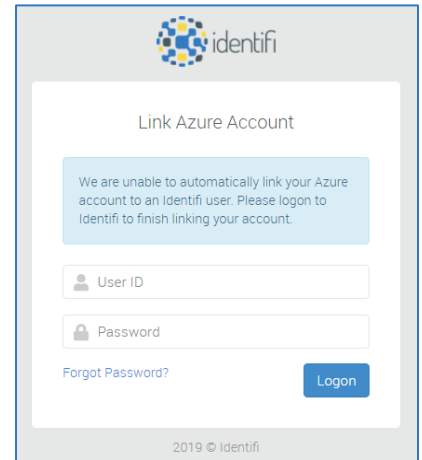 identifi
Link Azure Account
We are unable to automatically link your Azure
account to an Identifi user. Please logon to
Identifi to finish linking your account.
User ID
Password
Forgot Password?
Logon
2019 © Identifi